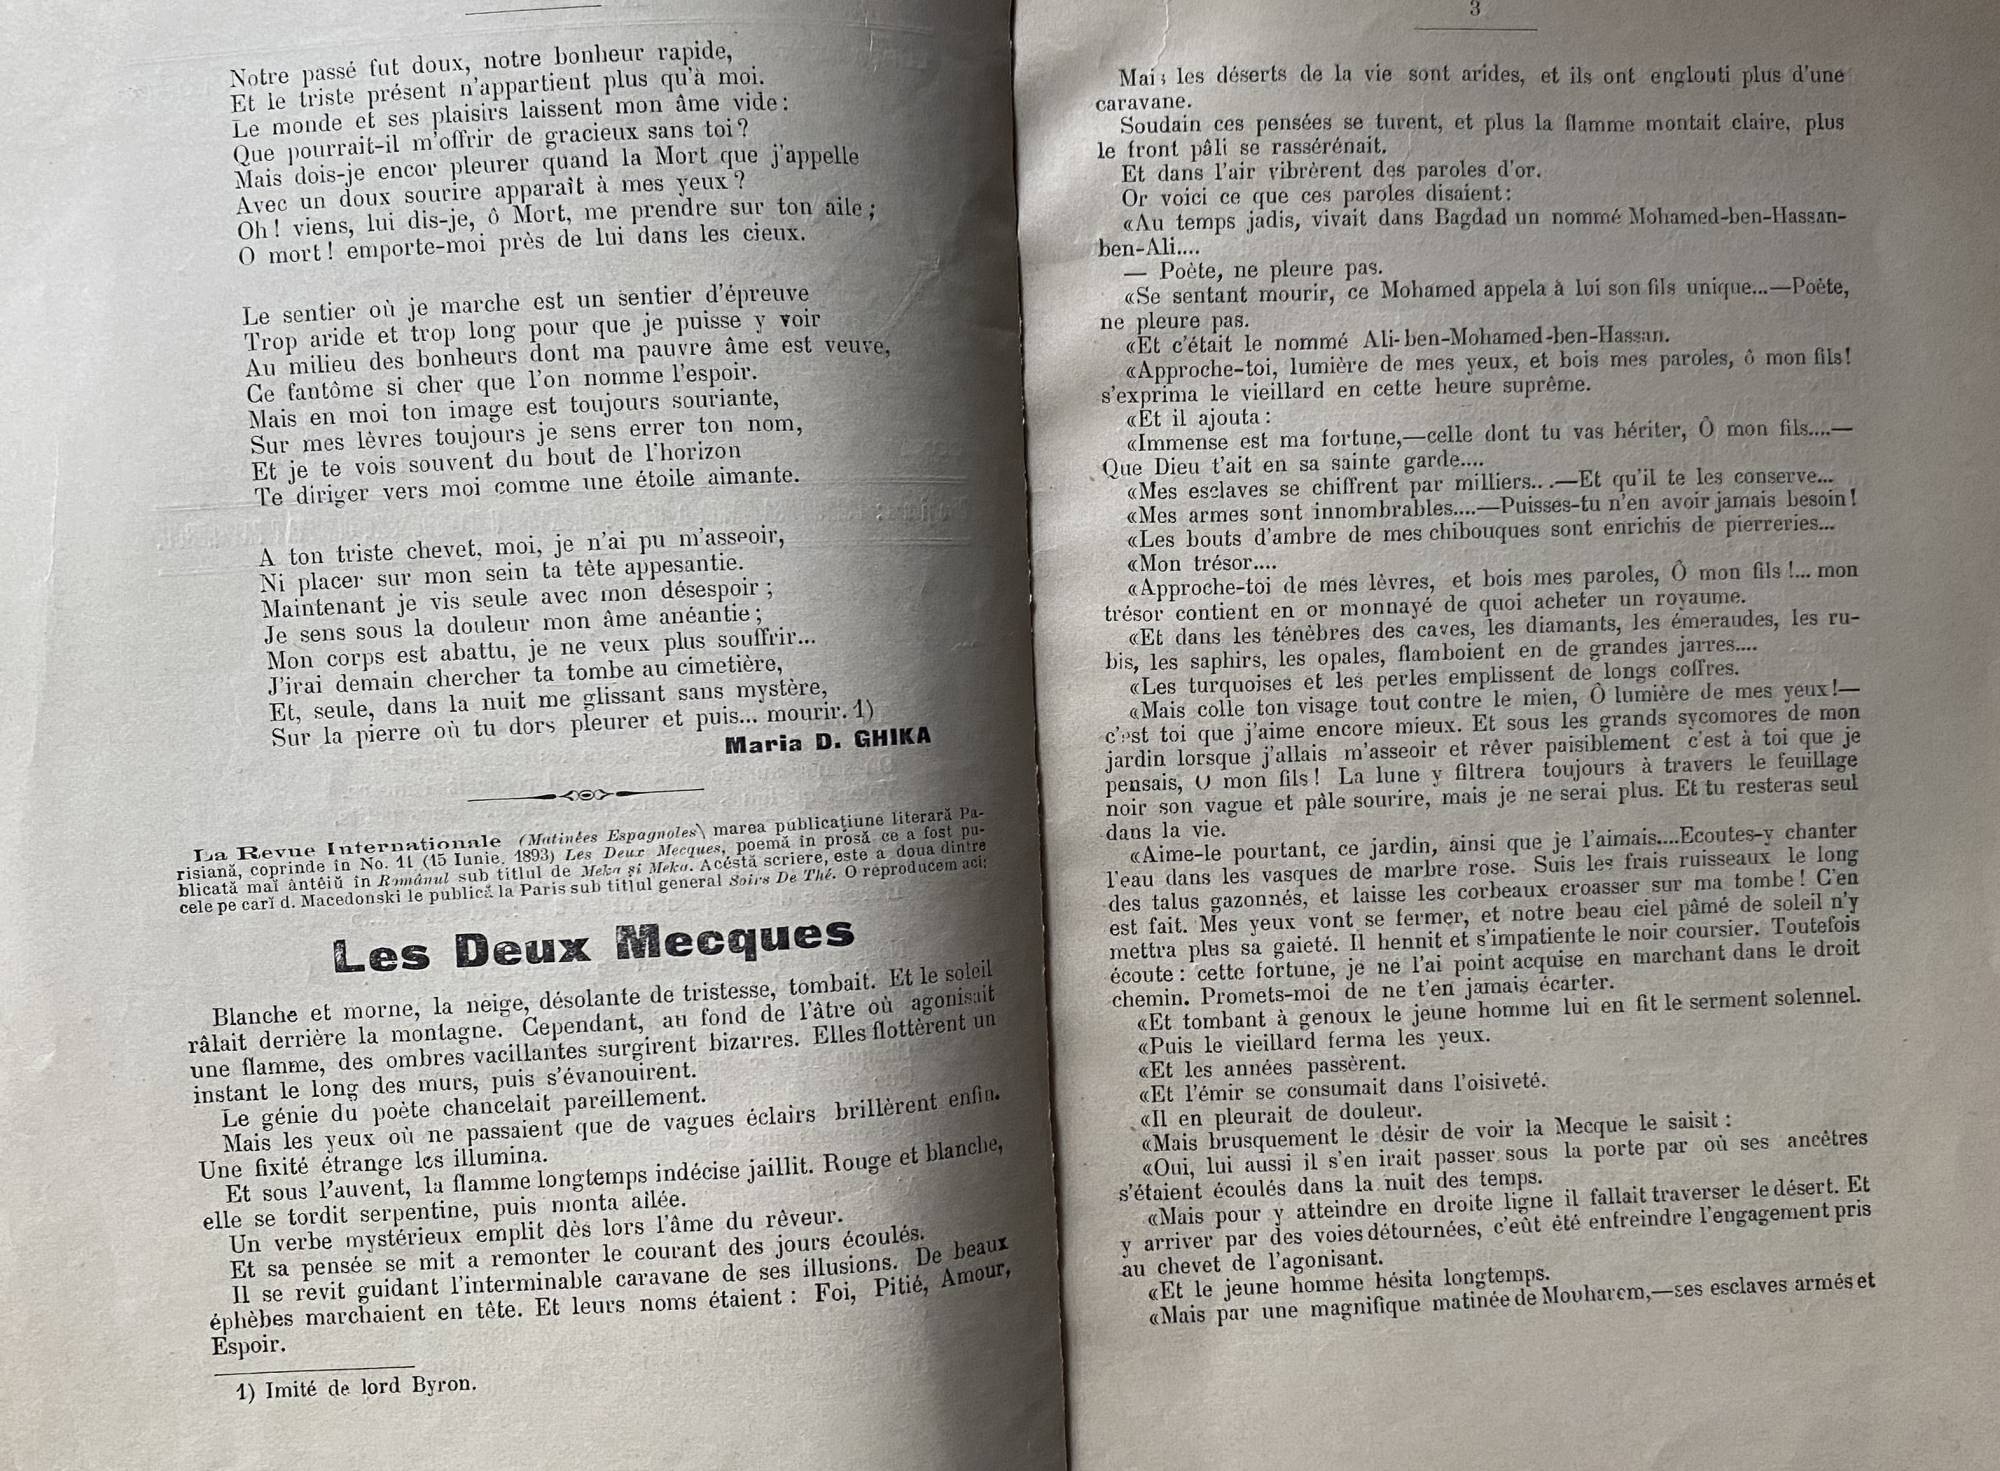 Notre passé fut doux, notre bonheur rapide,
Et le triste présent n'appartient plus qu'à moi.
Le monde et ses plaisirs laissent mon âme vide:
Que pourrait-il m'offrir de gracieux sans toi?
Mais dois-je encor pleurer quand la Mort que j'appelle
Avec un doux sourire apparaît à mes yeux?
Oh! viens, lui dis-je, ô Mort, me prendre sur ton aile;
O mort! emporte-moi près de lui dans les cieux.
Le sentier où je marche est un sentier d'épreuve
Trop aride et trop long pour que je puisse y voir
Au milieu des bonheurs dont ma pauvre âme est veuve,
Ce fantôme si cher que l'on nomme l'espoir.
Mais en moi ton image est toujours souriante,
Sur mes lèvres toujours je sens errer ton nom,
Et je te vois souvent du bout de l'horizon
Te diriger vers moi comme une étoile aimante.
A ton triste chevet, moi, je n'ai pu m'asseoir,
Ni placer sur mon sein ta tête appesantie.
Maintenant je vis seule avec mon désespoir;
Je sens sous la douleur mon âme anéantie;
Mon corps est abattu, je ne veux plus souffrir...
J'irai demain chercher ta tombe au cimetière,
Et, seule, dans la nuit me glissant sans mystère,
Sur la pierre où tu dors pleurer et puis... mourir. 1)
Maria D. GHIKA
La Revue Internationale (Matinées Espagnoles) marea publicațiune literară Pa-
risiană, coprinde în No. 11 (15 Iunie, 1893) Les Deux Mecques, poemă în prósă ce a fost pu-
blicată maĭ ântêiŭ în Românul sub titlul de Meka și Meka. Acéstă scriere, este a doua dintre
cele pe carĭ d. Macedonski le publică la Paris sub titlul general Soirs De Thé. O reproducem aci:
Les Deux Mecques
Blanche et morne, la neige, désolante de tristesse, tombait. Et le soleil
râlait derrière la montagne. Cependant, au fond de l'âtre où agonisait
une flamme, des ombres vacillantes surgirent bizarres. Elles flottèrent un
instant le long des murs, puis s'évanouirent.
Le génie du poète chancelait pareillement.
Mais les yeux où ne passaient que de vagues éclairs brillèrent enfin.
Une fixité étrange les illumina.
Et sous l'auvent, la flamme longtemps indécise jaillit. Rouge et blanche,
elle se tordit serpentine, puis monta ailée.
Un verbe mystérieux emplit dès lors l'âme du rêveur.
Et sa pensée se mit a remonter le courant des jours écoulés.
Il se revit guidant l'interminable caravane de ses illusions. De beaux
éphèbes marchaient en tête. Et leurs noms étaient: Foi, Pitié, Amour,
Espoir.
1) Imité de lord Byron.
3
Mais les déserts de la vie sont arides, et ils ont englouti plus d'une
caravane.
Soudain ces pensées se turent, et plus la flamme montait claire, plus
le front pâli se rassérénait.
Et dans l'air vibrèrent des paroles d'or.
Or voici ce que ces paroles disaient:
«Au temps jadis, vivait dans Bagdad un nommé Mohamed-ben-Hassan-
ben-Ali....
— Poète, ne pleure pas.
«Se sentant mourir, ce Mohamed appela à lui son fils unique...—Poète,
ne pleure pas.
«Et c'était le nommé Ali-ben-Mohamed-ben-Hassan.
«Approche-toi, lumière de mes yeux, et bois mes paroles, ô mon fils!
s'exprima le vieillard en cette heure suprême.
«Et il ajouta:
«Immense est ma fortune,—celle dont tu vas hériter, Ô mon fils....—
Que Dieu t'ait en sa sainte garde....
«Mes esclaves se chiffrent par milliers...—Et qu'il te les conserve...
«Mes armes sont innombrables....—Puisses-tu n'en avoir jamais besoin!
«Les bouts d'ambre de mes chibouques sont enrichis de pierreries...
«Mon trésor....
«Approche-toi de mes lèvres, et bois mes paroles, Ô mon fils!... mon
trésor contient en or monnayé de quoi acheter un royaume.
«Et dans les ténèbres des caves, les diamants, les émeraudes, les ru-
bis, les saphirs, les opales, flamboient en de grandes jarres....
«Les turquoises et les perles emplissent de longs coffres.
«Mais colle ton visage tout contre le mien, Ô lumière de mes yeux!—
c'est toi que j'aime encore mieux. Et sous les grands sycomores de mon
jardin lorsque j'allais m'asseoir et rêver paisiblement c'est à toi que je
pensais, O mon fils! La lune y filtrera toujours à travers le feuillage
noir son vague et pâle sourire, mais je ne serai plus. Et tu resteras seul
dans la vie.
«Aime-le pourtant, ce jardin, ainsi que je l'aimais....Ecoutes-y chanter
l'eau dans les vasques de marbre rose. Suis les frais ruisseaux le long
des talus gazonnés, et laisse les corbeaux croasser sur ma tombe! C'en
est fait. Mes yeux vont se fermer, et notre beau ciel pâmé de soleil n'y
mettra plus sa gaieté. Il hennit et s'impatiente le noir coursier. Toutefois
écoute: cette fortune, je ne l'ai point acquise en marchant dans le droit
chemin. Promets-moi de ne t'en jamais écarter.
«Et tombant à genoux le jeune homme lui en fit le serment solennel.
«Puis le vieillard ferma les yeux.
«Et les années passèrent.
«Et l'émir se consumait dans l'oisiveté.
«Il en pleurait de douleur.
«Mais brusquement le désir de voir la Mecque le saisit:
«Oui, lui aussi il s'en irait passer sous la porte par où ses ancêtres
s'étaient écoulés dans la nuit des temps.
«Mais pour y atteindre en droite ligne il fallait traverser le désert. Et
y arriver par des voies détournées, c'eût été enfreindre l'engagement pris
au chevet de l'agonisant.
«Et le jeune homme hésita longtemps.
«Mais par une magnifique matinée de Mouharem,—ses esclaves armés et